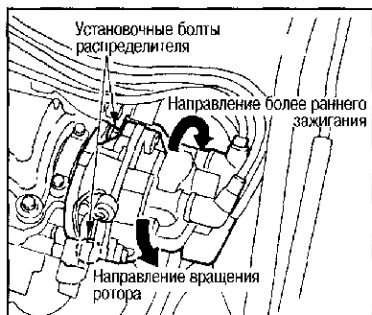 Установочные болты
распределителя
Направление более раннего
зажигания
Направление вращения
ротора